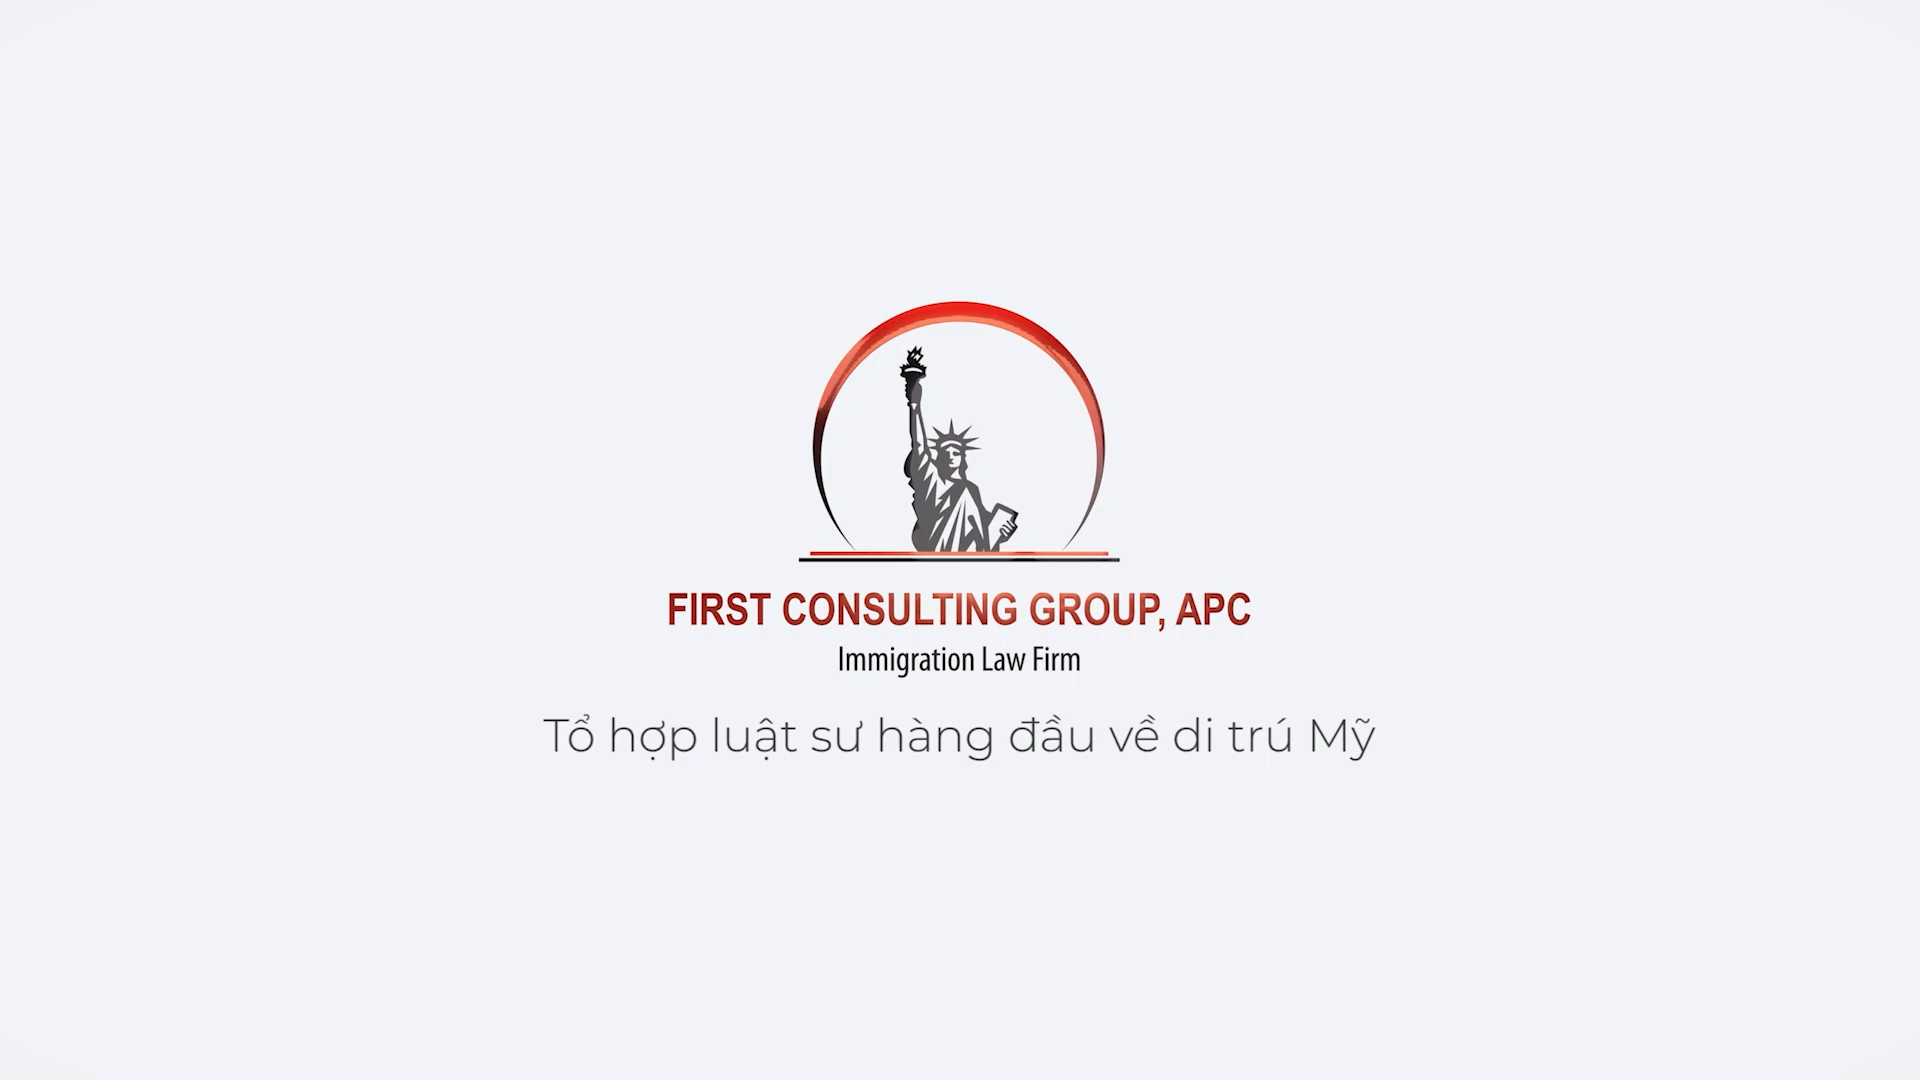 FIRST CONSULTING GROUP, APC
Immigration Law Firm
Tổ hợp luật sư hàng đầu về di trú Mỹ